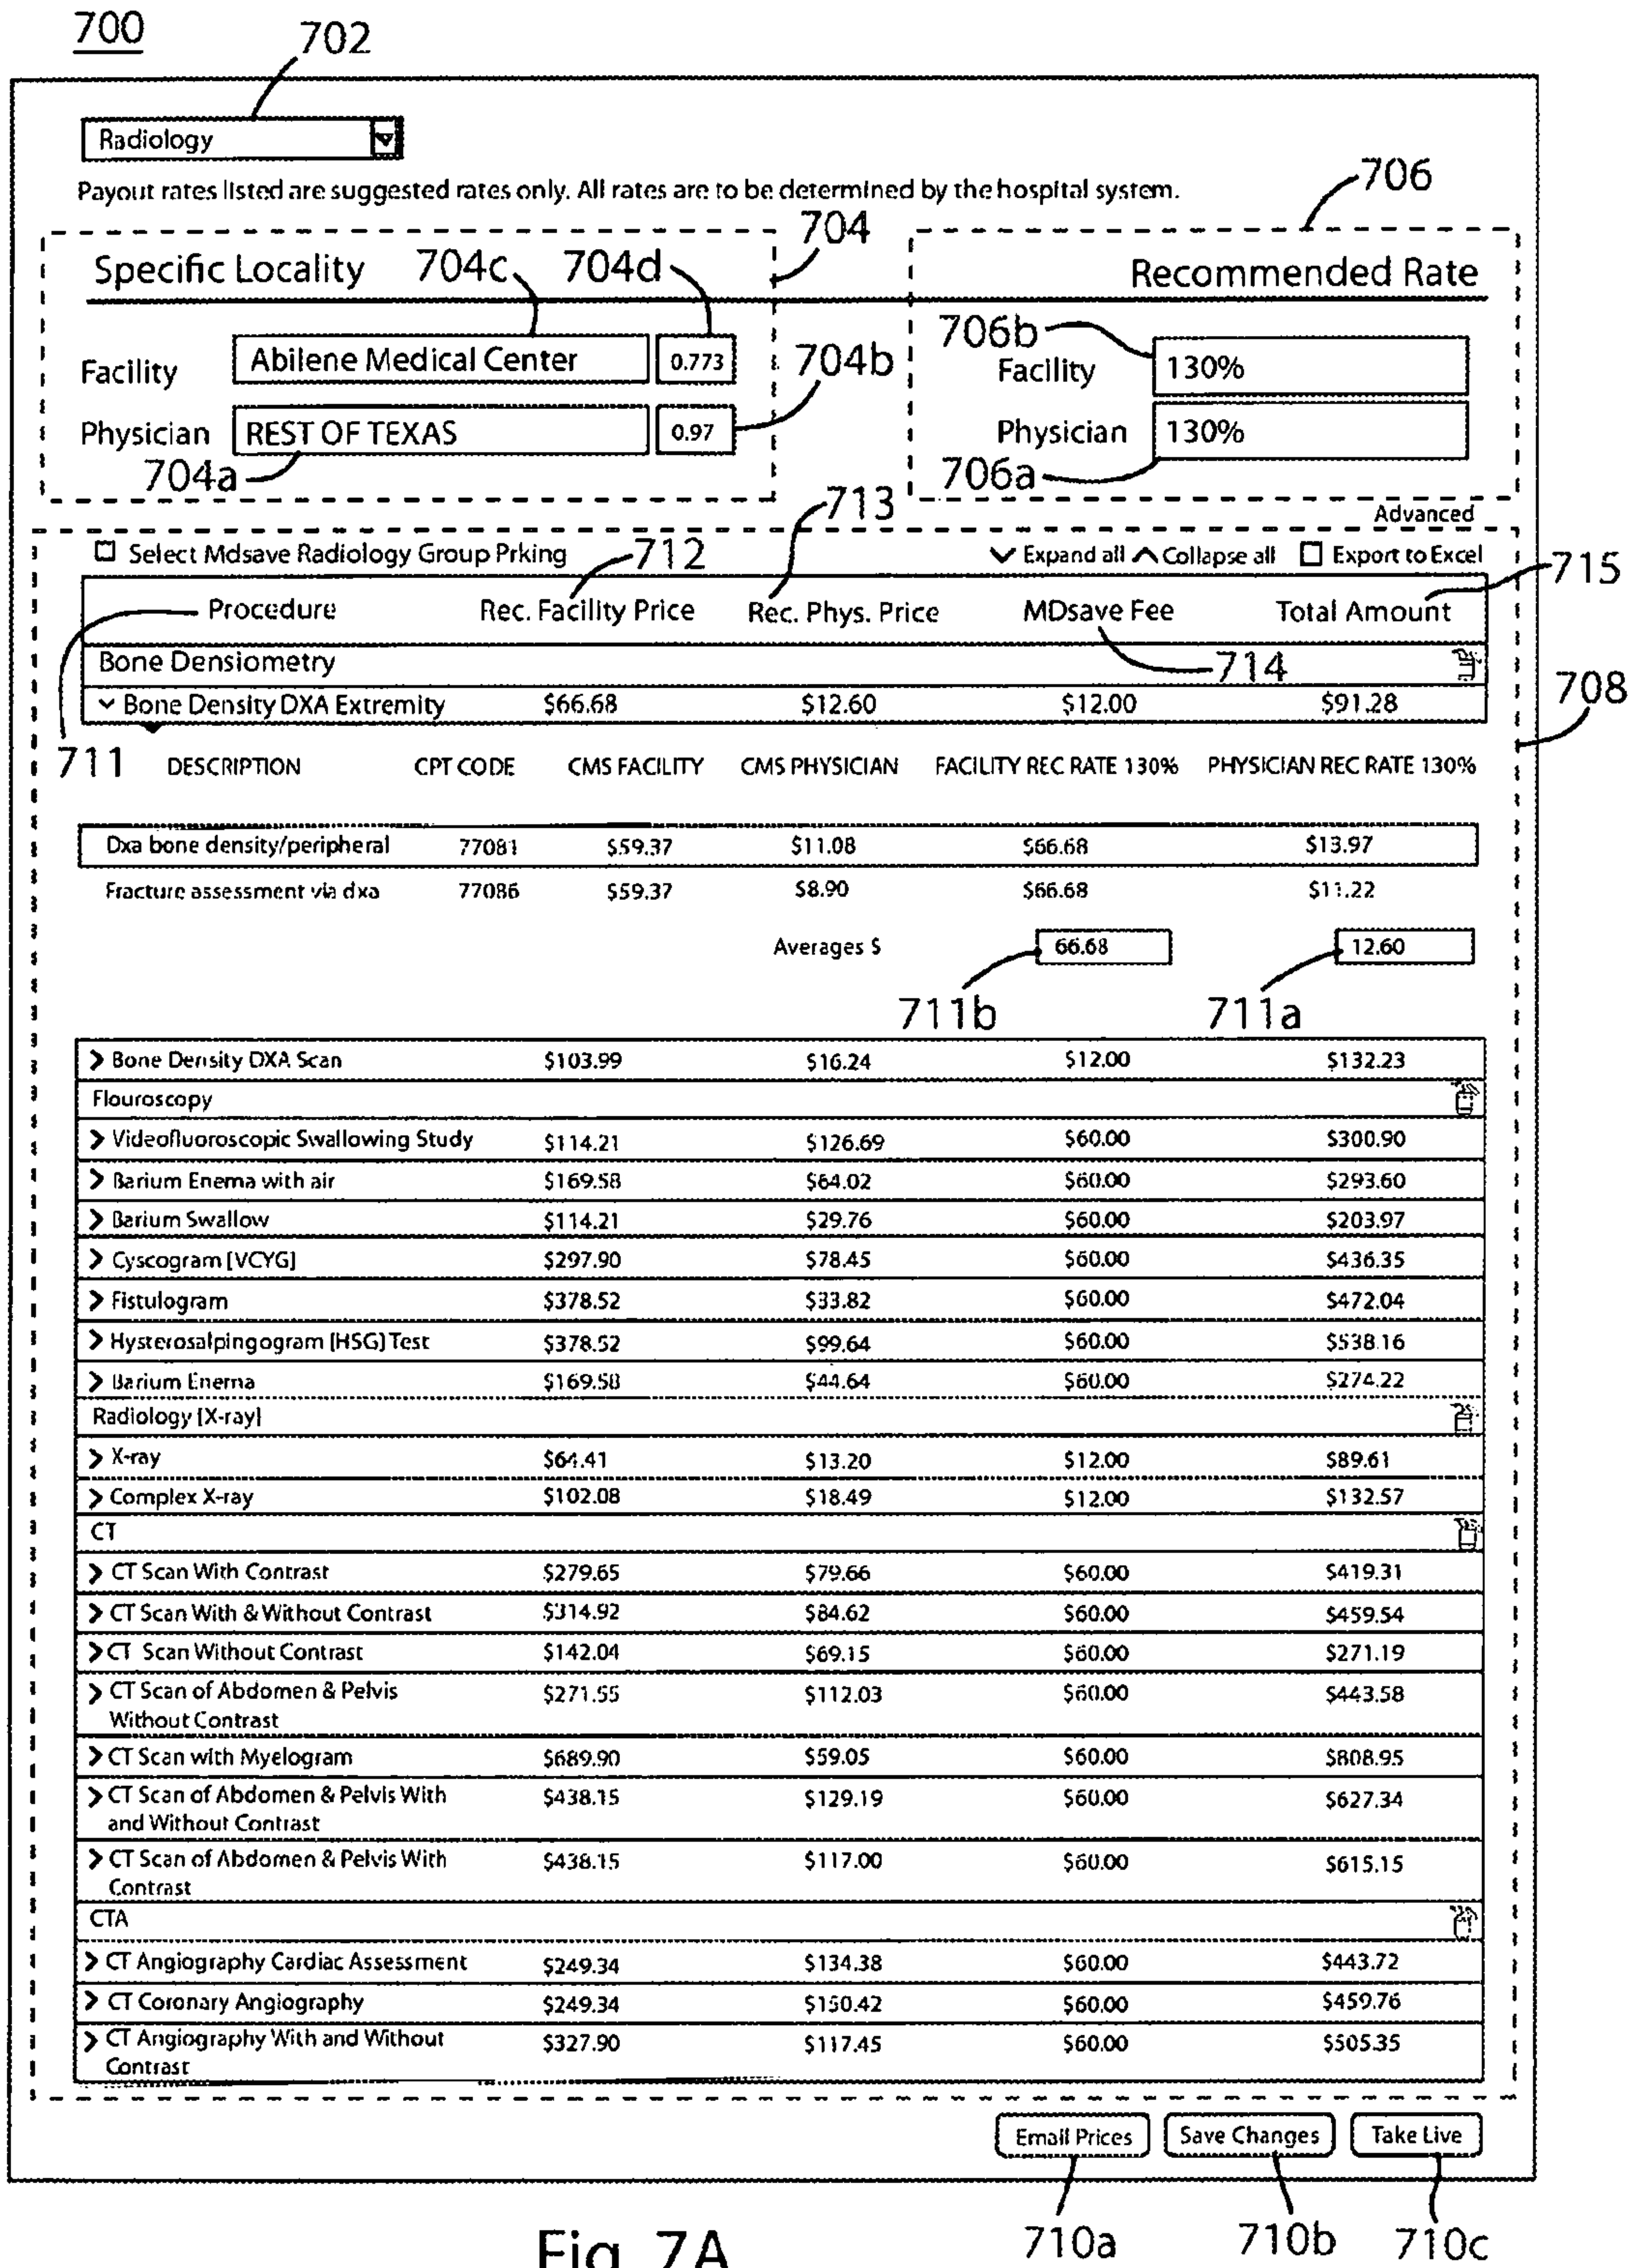 700
702
Radiology
Payout rates listed are suggested rates only. All rates are to be determined by the hospital system.
706
704
Specific Locality 704c 704d Recommended Rate
Facility Abilene Medical Center 0.773 704b 706b Facility 130%
Physician REST OF TEXAS 0.97 Physician 130%
704a 706a
713 Advanced
Select Mdsave Radiology Group Prking 712 Expand all Collapse all Export to Excel
715
Procedure Rec. Facility Price Rec. Phys. Price MDsave Fee Total Amount
Bone Densiometry 714
708
Bone Density DXA Extremity $66.68 $12.60 $12.00 $91.28
711 DESCRIPTION CPT CODE CMS FACILITY CMS PHYSICIAN FACILITY REC RATE 130% PHYSICIAN REC RATE 130%
Dxa bone density/peripheral 77081 $59.37 $11.08 $66.68 $13.97
Fracture assessment via dxa 77086 $59.37 $8.90 $66.68 $11.22
Averages $ 66.68 12.60
711b 711a
Bone Density DXA Scan $103.99 $16.24 $12.00 $132.23
Flouroscopy
Videofluoroscopic Swallowing Study $114.21 $126.69 $60.00 $300.90
Barium Enema with air $169.58 $64.02 $60.00 $293.60
Barium Swallow $114.21 $29.76 $60.00 $203.97
Cyscogram [VCYG] $297.90 $78.45 $60.00 $436.35
Fistulogram $378.52 $33.82 $60.00 $472.04
Hysterosalpingogram [HSG] Test $378.52 $99.64 $60.00 $538.16
Barium Enema $169.58 $44.64 $60.00 $274.22
Radiology [X-ray]
X-ray $64.41 $13.20 $12.00 $89.61
Complex X-ray $102.08 $18.49 $12.00 $132.57
CT
CT Scan With Contrast $279.65 $79.66 $60.00 $419.31
CT Scan With & Without Contrast $314.92 $84.62 $60.00 $459.54
CT Scan Without Contrast $142.04 $69.15 $60.00 $271.19
CT Scan of Abdomen & Pelvis $271.55 $112.03 $60.00 $443.58
Without Contrast
CT Scan with Myelogram $689.90 $59.05 $60.00 $808.95
CT Scan of Abdomen & Pelvis With $438.15 $129.19 $60.00 $627.34
and Without Contrast
CT Scan of Abdomen & Pelvis With $438.15 $117.00 $60.00 $615.15
Contrast
CTA
CT Angiography Cardiac Assessment $249.34 $134.38 $60.00 $443.72
CT Coronary Angiography $249.34 $150.42 $60.00 $459.76
CT Angiography With and Without $327.90 $117.45 $60.00 $505.35
Contrast
Email Prices Save Changes Take Live
710a 710b 710c
Fig. 7A